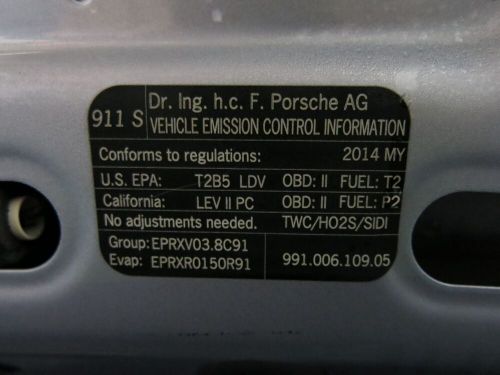 911 S Dr. Ing. h.c. F. Porsche AG
VEHICLE EMISSION CONTROL INFORMATION
Conforms to regulations: 2014 MY
U.S. EPA: T2B5 LDV OBD: II FUEL: T2
California: LEV II PC OBD: II FUEL: P2
No adjustments needed. TWC/HO2S/SIDI
Group:EPRXV03.8C91
Evap: EPRXR0150R91 991.006.109.05